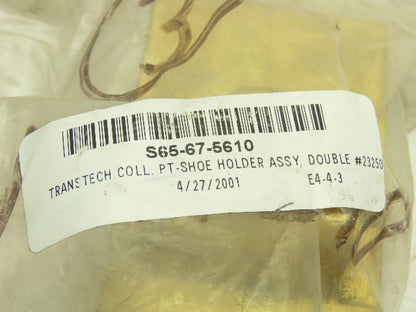 S65-67-5610
TRANSTECH COLL. PT-SHOE HOLDER ASSY, DOUBLE #23250
4/27/2001 E4-4-3